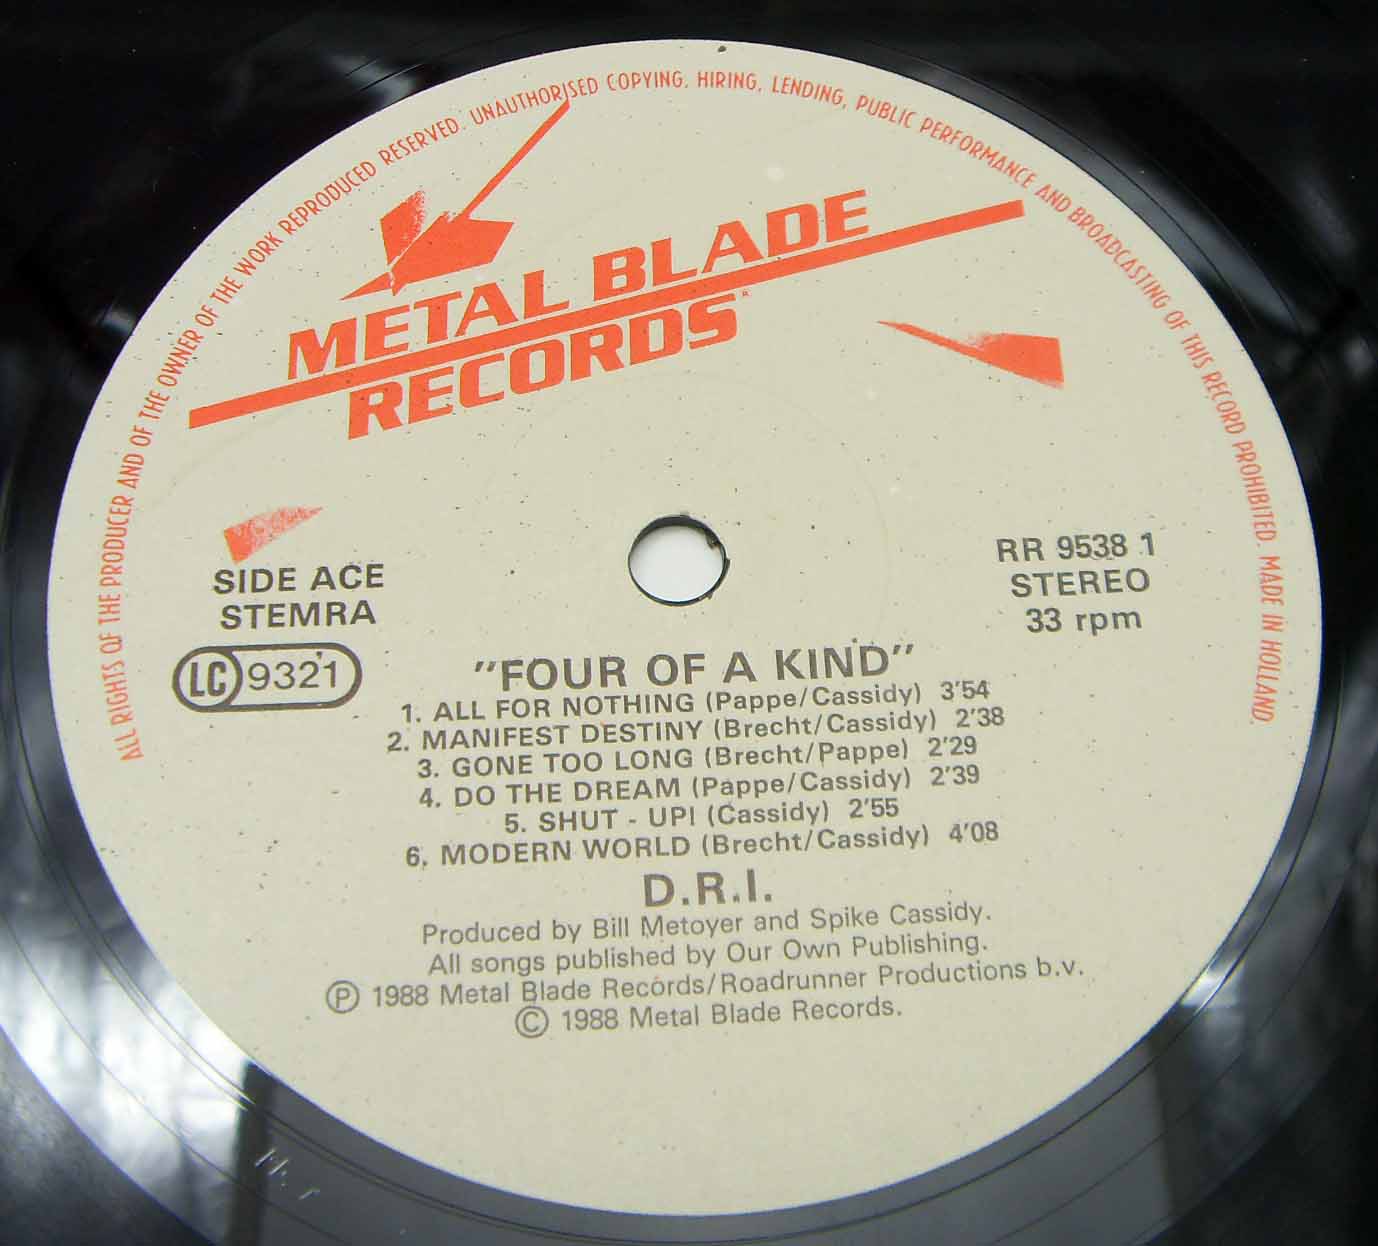 ALL RIGHTS OF THE PRODUCER AND OF THE OWNER OF THE WORK REPRODUCED RESERVED. UNAUTHORISED COPYING, HIRING, LENDING, PUBLIC PERFORMANCE AND BROADCASTING OF THIS RECORD PROHIBITED. MADE IN HOLLAND.
METAL BLADE
RECORDS®
SIDE ACE
STEMRA
LC 9321
RR 9538 1
STEREO
33 rpm
"FOUR OF A KIND"
1. ALL FOR NOTHING (Pappe/Cassidy) 3'54
2. MANIFEST DESTINY (Brecht/Cassidy) 2'38
3. GONE TOO LONG (Brecht/Pappe) 2'29
4. DO THE DREAM (Pappe/Cassidy) 2'39
5. SHUT - UP! (Cassidy) 2'55
6. MODERN WORLD (Brecht/Cassidy) 4'08
D.R.I.
Produced by Bill Metoyer and Spike Cassidy.
All songs published by Our Own Publishing.
Ⓟ 1988 Metal Blade Records/Roadrunner Productions b.v.
© 1988 Metal Blade Records.